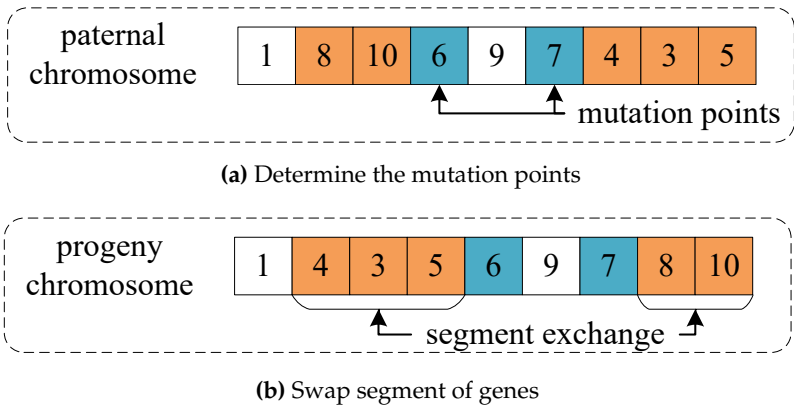 paternal
chromosome
1 8 10 6 9 7 4 3 5
mutation points
(a) Determine the mutation points
progeny
chromosome
1 4 3 5 6 9 7 8 10
segment exchange
(b) Swap segment of genes